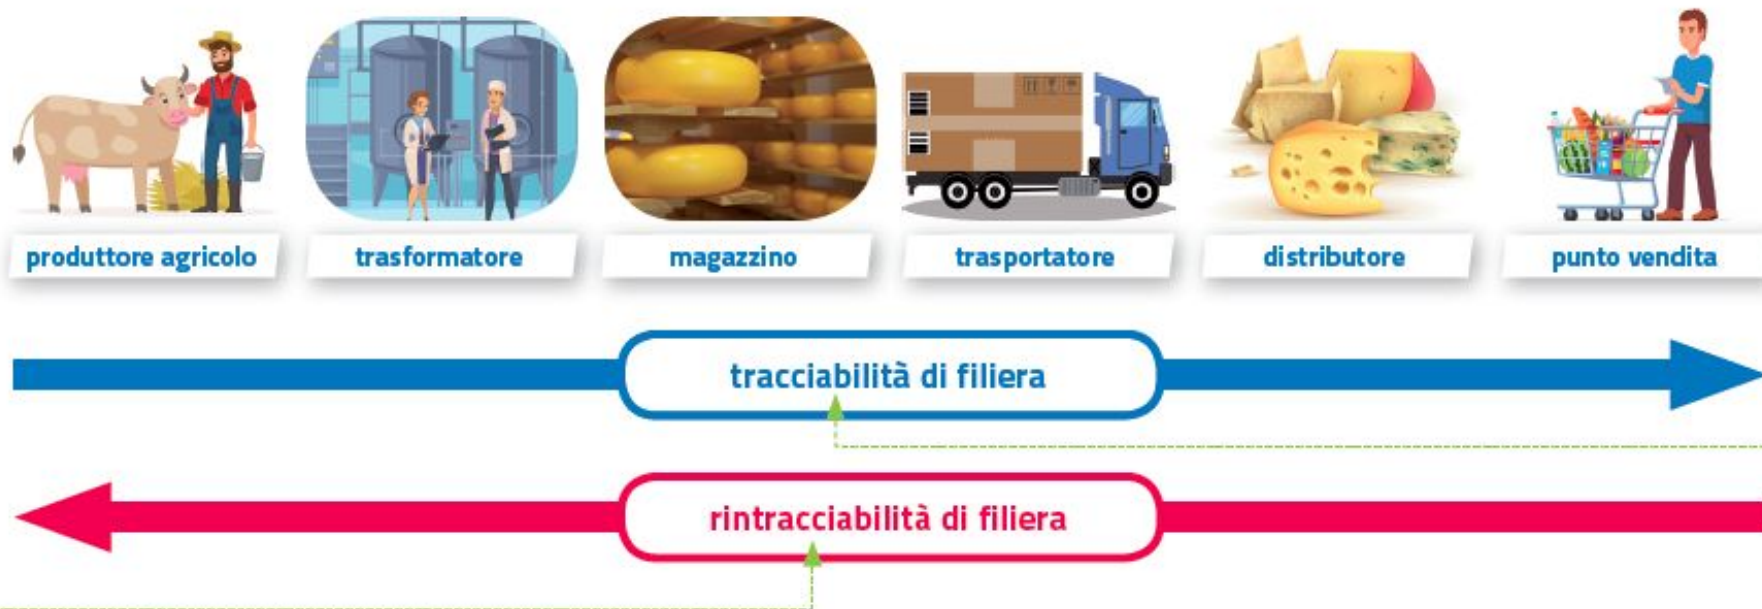 produttore agricolo
trasformatore
magazzino
trasportatore
distributore
punto vendita
tracciabilità di filiera
rintracciabilità di filiera